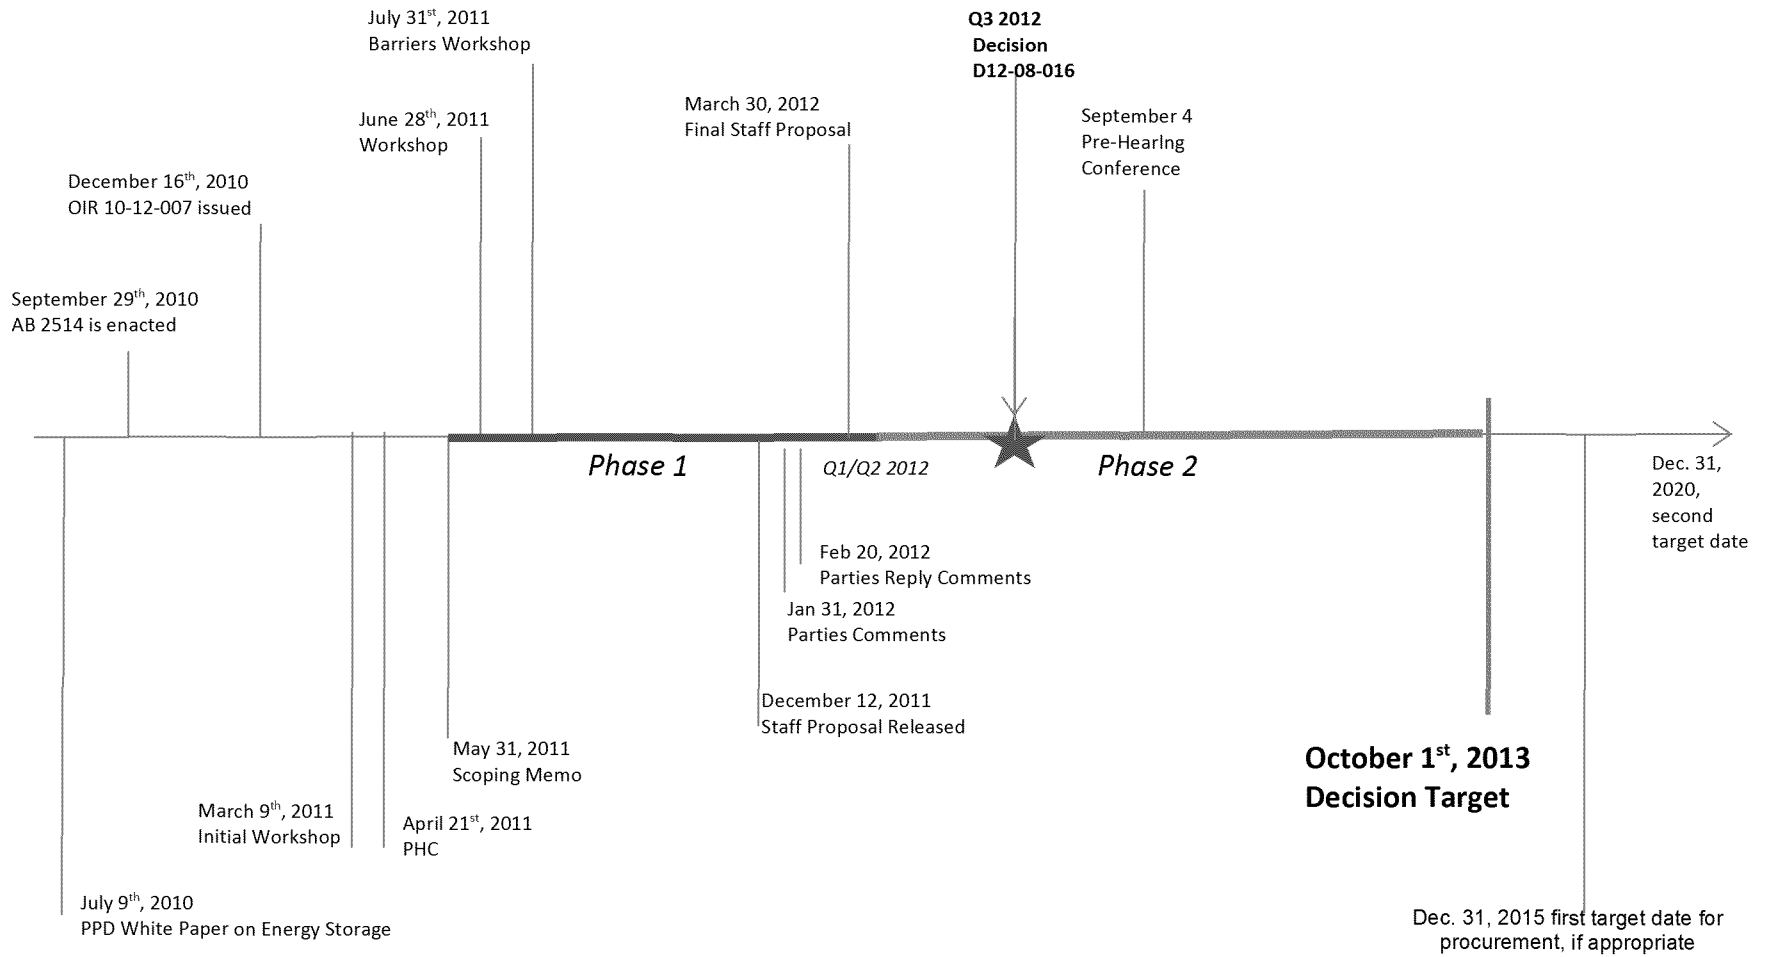 July 31st, 2011
Barriers Workshop
Q3 2012
Decision
D12-08-016
March 30, 2012
Final Staff Proposal
June 28th, 2011
Workshop
September 4
Pre-Hearing
Conference
December 16th, 2010
OIR 10-12-007 issued
September 29th, 2010
AB 2514 is enacted
Phase 1
Q1/Q2 2012
Phase 2
Dec. 31,
2020,
second
target date
Feb 20, 2012
Parties Reply Comments
Jan 31, 2012
Parties Comments
December 12, 2011
Staff Proposal Released
May 31, 2011
Scoping Memo
October 1st, 2013
Decision Target
March 9th, 2011
Initial Workshop
April 21st, 2011
PHC
July 9th, 2010
PPD White Paper on Energy Storage
Dec. 31, 2015 first target date for
procurement, if appropriate